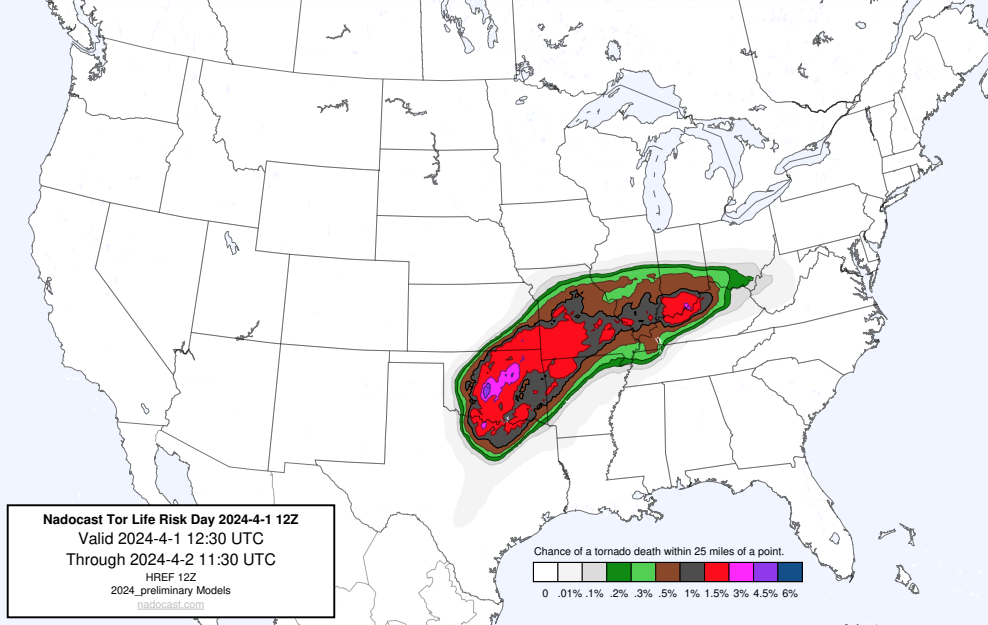 Nadocast Tor Life Risk Day 2024-4-1 12Z
Valid 2024-4-1 12:30 UTC
Through 2024-4-2 11:30 UTC
HREF 12Z
2024_preliminary Models
nadocast.com
Chance of a tornado death within 25 miles of a point.
0 .01% .1% .2% .3% .5% 1% 1.5% 3% 4.5% 6%